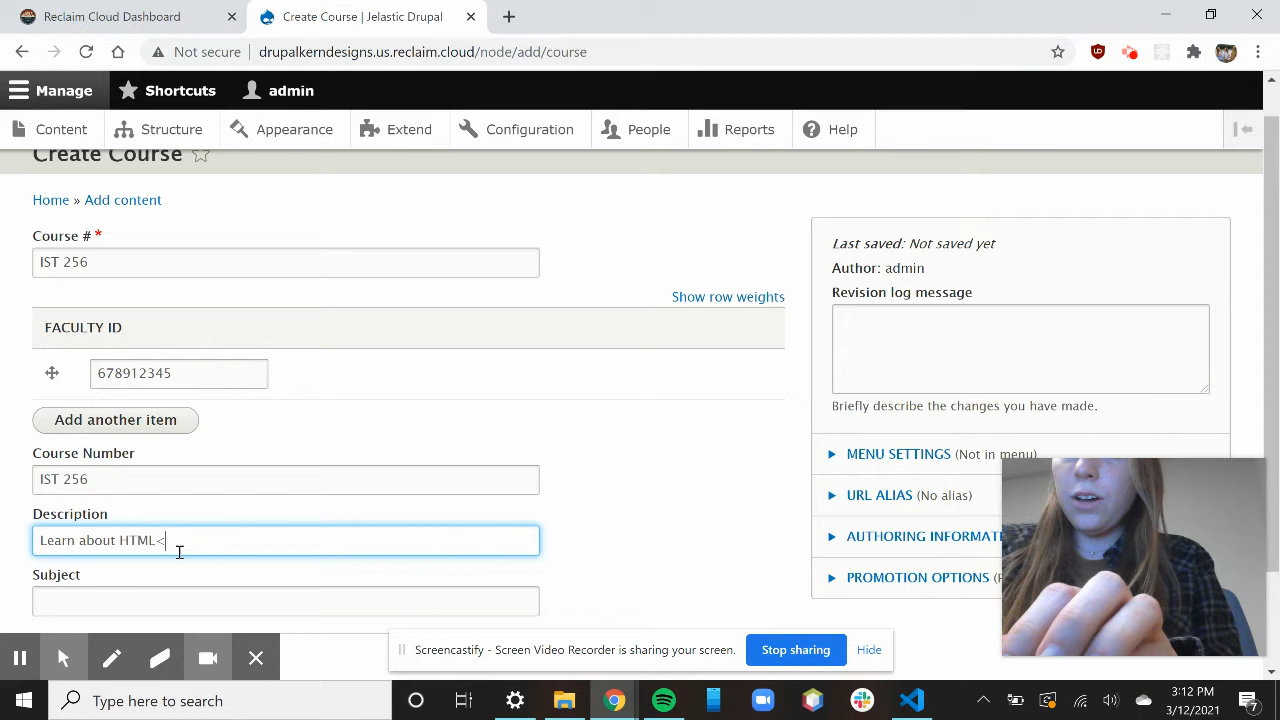 Reclaim Cloud Dashboard
Create Course | Jelastic Drupal
Not secure
drupalkerndesigns.us.reclaim.cloud/node/add/course
Manage
Shortcuts
admin
Content
Structure
Appearance
Extend
Configuration
People
Reports
Help
Create Course
Home » Add content
Course # *
IST 256
Show row weights
FACULTY ID
678912345
Add another item
Course Number
IST 256
Description
Learn about HTML<
Subject
Last saved: Not saved yet
Author: admin
Revision log message
Briefly describe the changes you have made.
MENU SETTINGS (Not in menu)
URL ALIAS (No alias)
AUTHORING INFORMAT
PROMOTION OPTIONS (
Screencastify - Screen Video Recorder is sharing your screen.
Stop sharing
Hide
Type here to search
3:12 PM
3/12/2021
7